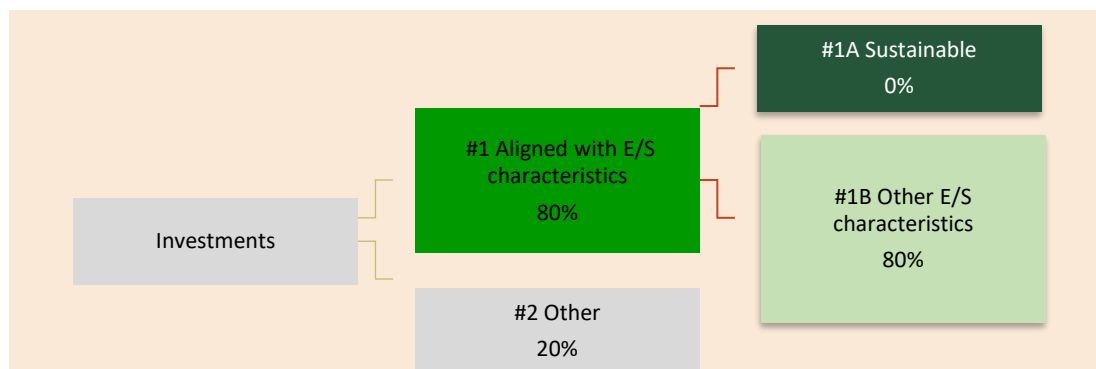 Investments
#1 Aligned with E/S
characteristics
80%
#2 Other
20%
#1A Sustainable
0%
#1B Other E/S
characteristics
80%